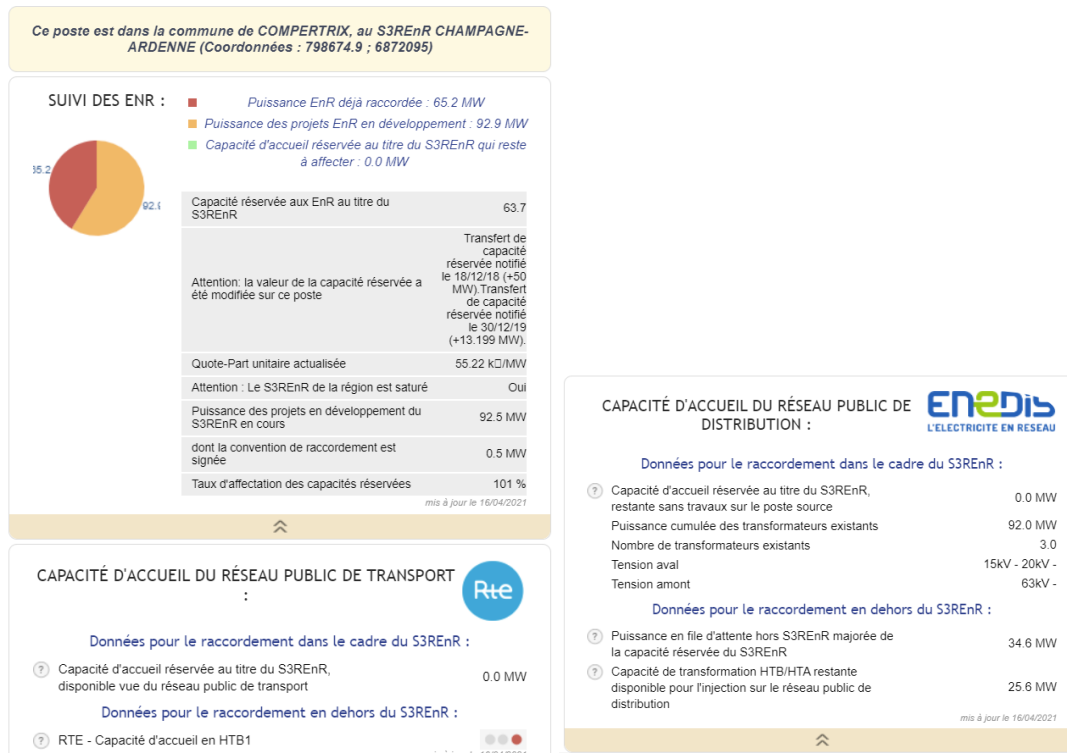 Ce poste est dans la commune de COMPERTRIX, au S3REnR CHAMPAGNE-
ARDENNE (Coordonnées : 798674.9 ; 6872095)
SUIVI DES ENR :
Puissance EnR déjà raccordée : 65.2 MW
Puissance des projets EnR en développement : 92.9 MW
Capacité d'accueil réservée au titre du S3REnR qui reste
à affecter : 0.0 MW
92.9
Capacité réservée aux EnR au titre du
S3REnR
63.7
Attention: la valeur de la capacité réservée a
été modifiée sur ce poste
Transfert de
capacité
réservée notifié
le 18/12/18 (+50
MW).Transfert
de capacité
réservée notifié
le 30/12/19
(+13.199 MW).
Quote-Part unitaire actualisée 55.22 k□/MW
Attention : Le S3REnR de la région est saturé Oui
Puissance des projets en développement du
S3REnR en cours
92.5 MW
dont la convention de raccordement est
signée
0.5 MW
Taux d'affectation des capacités réservées 101 %
mis à jour le 16/04/2021
CAPACITÉ D'ACCUEIL DU RÉSEAU PUBLIC DE TRANSPORT
:
Rte
Données pour le raccordement dans le cadre du S3REnR :
? Capacité d'accueil réservée au titre du S3REnR,
disponible vue du réseau public de transport
0.0 MW
Données pour le raccordement en dehors du S3REnR :
? RTE - Capacité d'accueil en HTB1
CAPACITÉ D'ACCUEIL DU RÉSEAU PUBLIC DE
DISTRIBUTION :
ENEDIS
L'ELECTRICITE EN RESEAU
Données pour le raccordement dans le cadre du S3REnR :
? Capacité d'accueil réservée au titre du S3REnR,
restante sans travaux sur le poste source
0.0 MW
Puissance cumulée des transformateurs existants 92.0 MW
Nombre de transformateurs existants 3.0
Tension aval 15kV - 20kV -
Tension amont 63kV -
Données pour le raccordement en dehors du S3REnR :
? Puissance en file d'attente hors S3REnR majorée de
la capacité réservée du S3REnR
34.6 MW
? Capacité de transformation HTB/HTA restante
disponible pour l'injection sur le réseau public de
distribution
25.6 MW
mis à jour le 16/04/2021